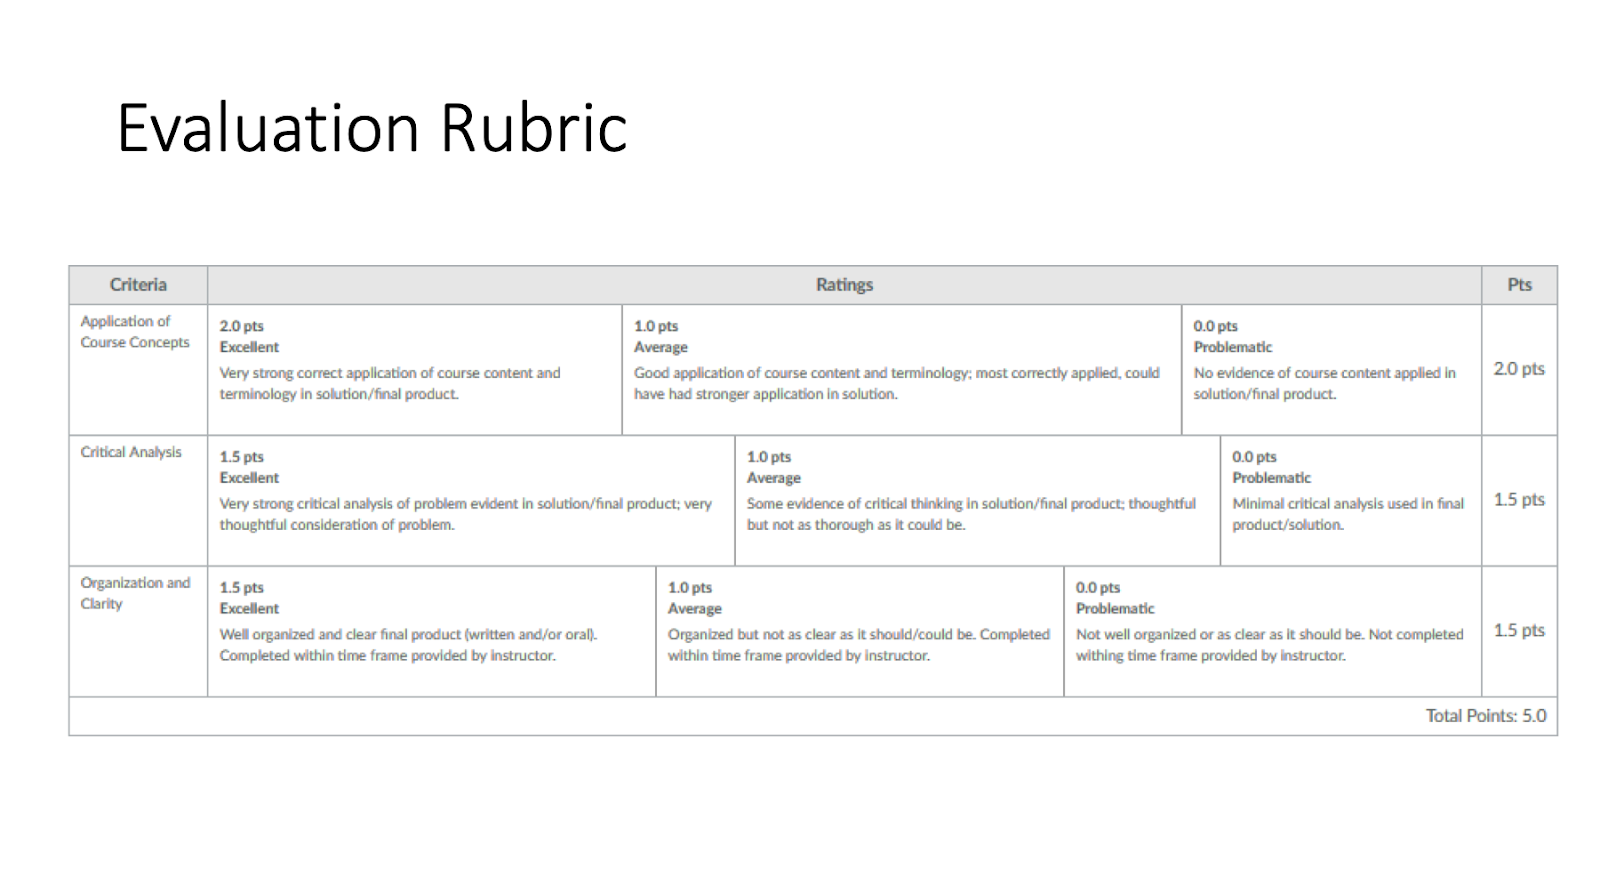 Evaluation Rubric
Criteria
Ratings
Pts
Application of
Course Concepts
2.0 pts
Excellent
Very strong correct application of course content and
terminology in solution/final product.
1.0 pts
Average
Good application of course content and terminology; most correctly applied, could
have had stronger application in solution.
0.0 pts
Problematic
No evidence of course content applied in
solution/final product.
2.0 pts
Critical Analysis
1.5 pts
Excellent
Very strong critical analysis of problem evident in solution/final product; very
thoughtful consideration of problem.
1.0 pts
Average
Some evidence of critical thinking in solution/final product; thoughtful
but not as thorough as it could be.
0.0 pts
Problematic
Minimal critical analysis used in final
product/solution.
1.5 pts
Organization and
Clarity
1.5 pts
Excellent
Well organized and clear final product (written and/or oral).
Completed within time frame provided by instructor.
1.0 pts
Average
Organized but not as clear as it should/could be. Completed
within time frame provided by instructor.
0.0 pts
Problematic
Not well organized or as clear as it should be. Not completed
withing time frame provided by instructor.
1.5 pts
Total Points: 5.0